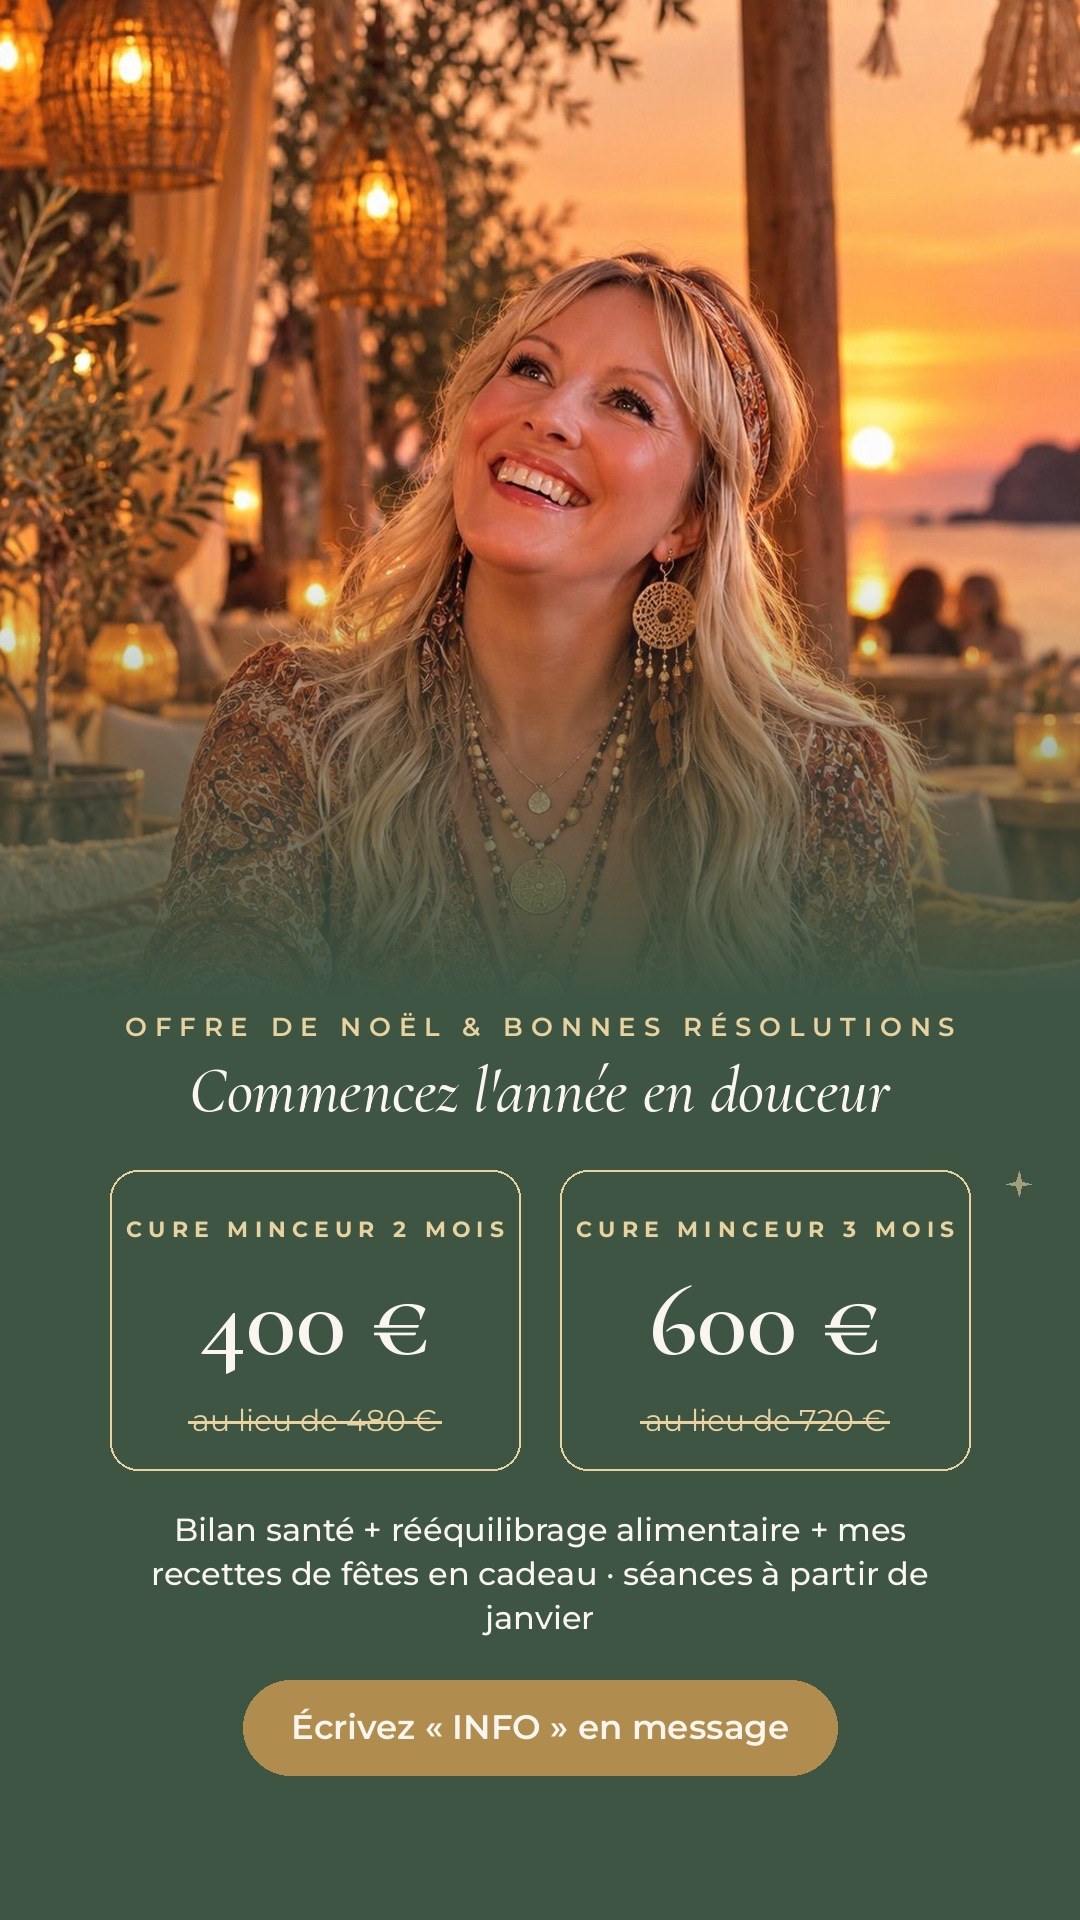 OFFRE DE NOËL & BONNES RÉSOLUTIONS
Commencez l'année en douceur
CURE MINCEUR 2 MOIS
400 €
au lieu de 480 €
CURE MINCEUR 3 MOIS
600 €
au lieu de 720 €
Bilan santé + rééquilibrage alimentaire + mes
recettes de fêtes en cadeau · séances à partir de
janvier
Écrivez « INFO » en message